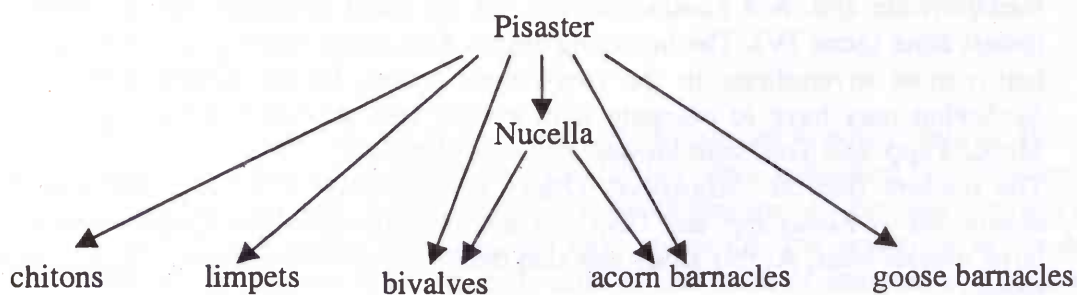 Pisaster
Nucella
chitons limpets bivalves acorn barnacles goose barnacles